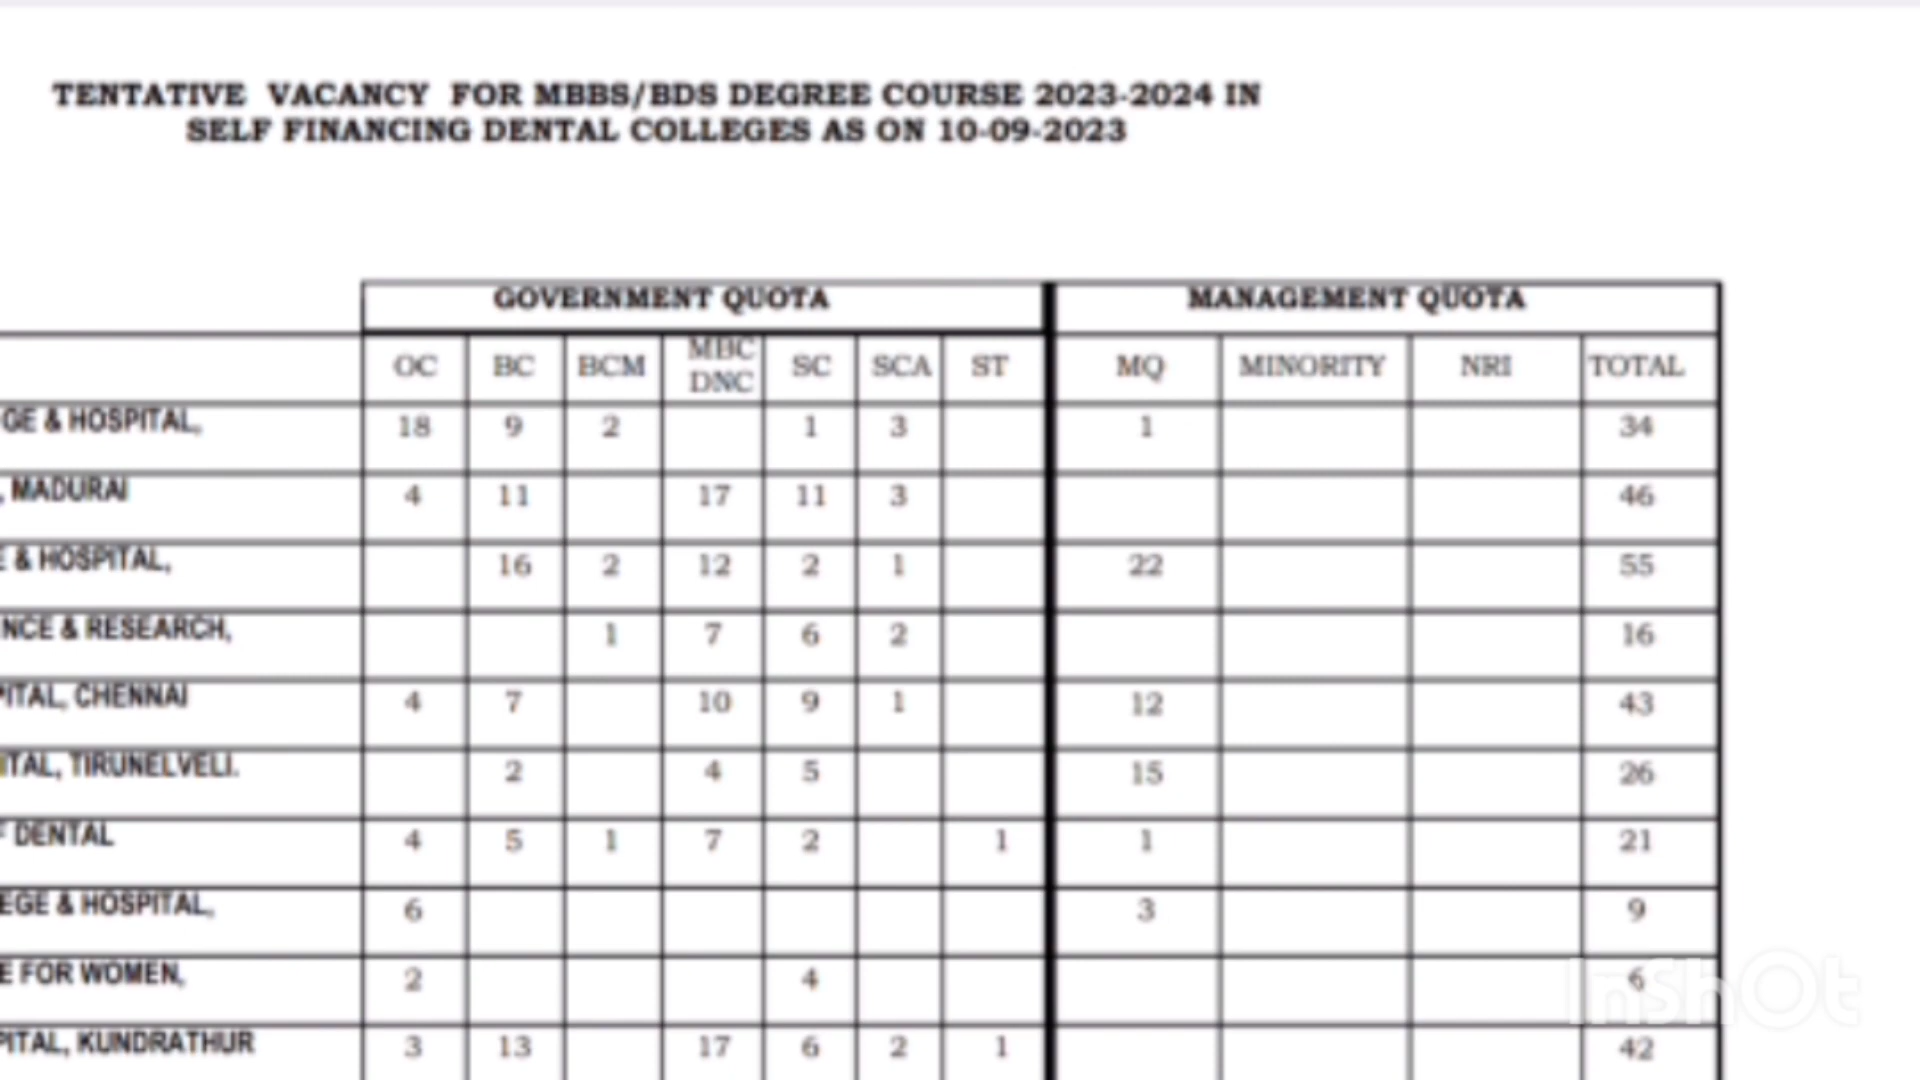 TENTATIVE VACANCY FOR MBBS/BDS DEGREE COURSE 2023-2024 IN
SELF FINANCING DENTAL COLLEGES AS ON 10-09-2023
GOVERNMENT QUOTA MANAGEMENT QUOTA
OC BC BCM MBC DNC SC SCA ST MQ MINORITY NRI TOTAL
GE & HOSPITAL, 18 9 2 1 3 1 34
, MADURAI 4 11 17 11 3 46
E & HOSPITAL, 16 2 12 2 1 22 55
NCE & RESEARCH, 1 7 6 2 16
PITAL, CHENNAI 4 7 10 9 1 12 43
ITAL, TIRUNELVELI. 2 4 5 15 26
F DENTAL 4 5 1 7 2 1 1 21
EGE & HOSPITAL, 6 3 9
E FOR WOMEN, 2 4 6
PITAL, KUNDRATHUR 3 13 17 6 2 1 42
InShOt